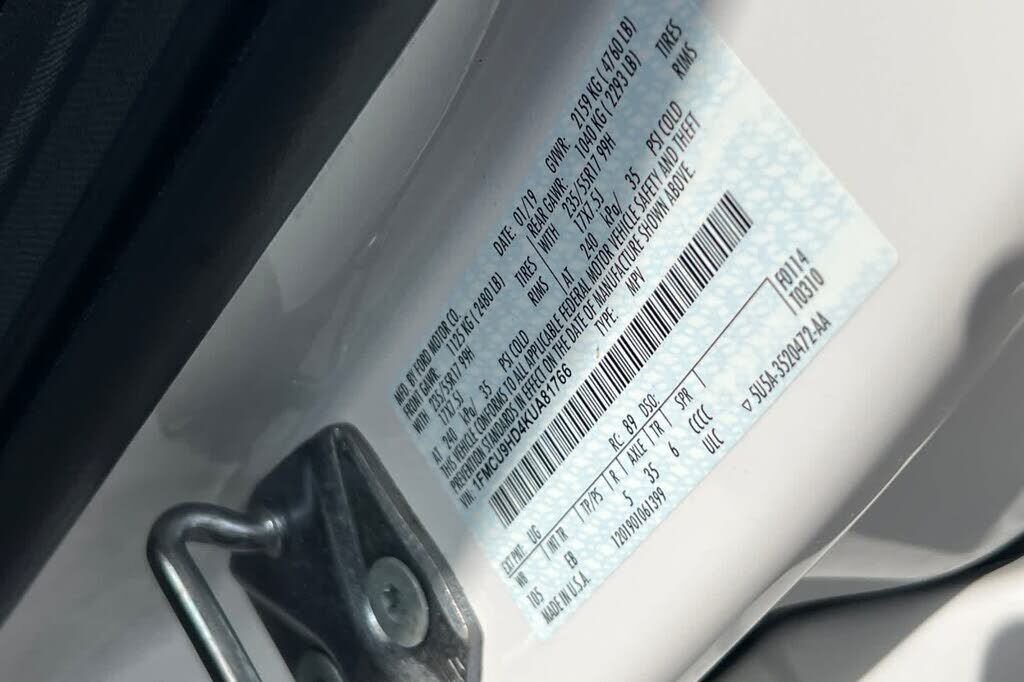 MFD. BY FORD MOTOR CO.
DATE: 01/19 GVWR: 2159 KG ( 4760 LB)
FRONT GAWR: 1125 KG ( 2480 LB) REAR GAWR: 1040 KG ( 2293 LB)
WITH 235/55R17 99H TIRES WITH 235/55R17 99H TIRES
7X7.5J RIMS 7X7.5J RIMS
AT 240 kPa/ 35 PSI COLD AT 240 kPa/ 35 PSI COLD
THIS VEHICLE CONFORMS TO ALL APPLICABLE FEDERAL MOTOR VEHICLE SAFETY AND THEFT
PREVENTION STANDARDS IN EFFECT ON THE DATE OF MANUFACTURE SHOWN ABOVE.
VIN: 1FMCU9HD4KUA81766 TYPE: MPV
EXT PNT: UG RC: 89 DSO: F0114
WB INT TR TP/PS R AXLE TR SPR T0310
105 EB 5 35 6 CCCC
MADE IN U.S.A. 1201901061399 ULC ▽ 5U5A-3S20472-AA